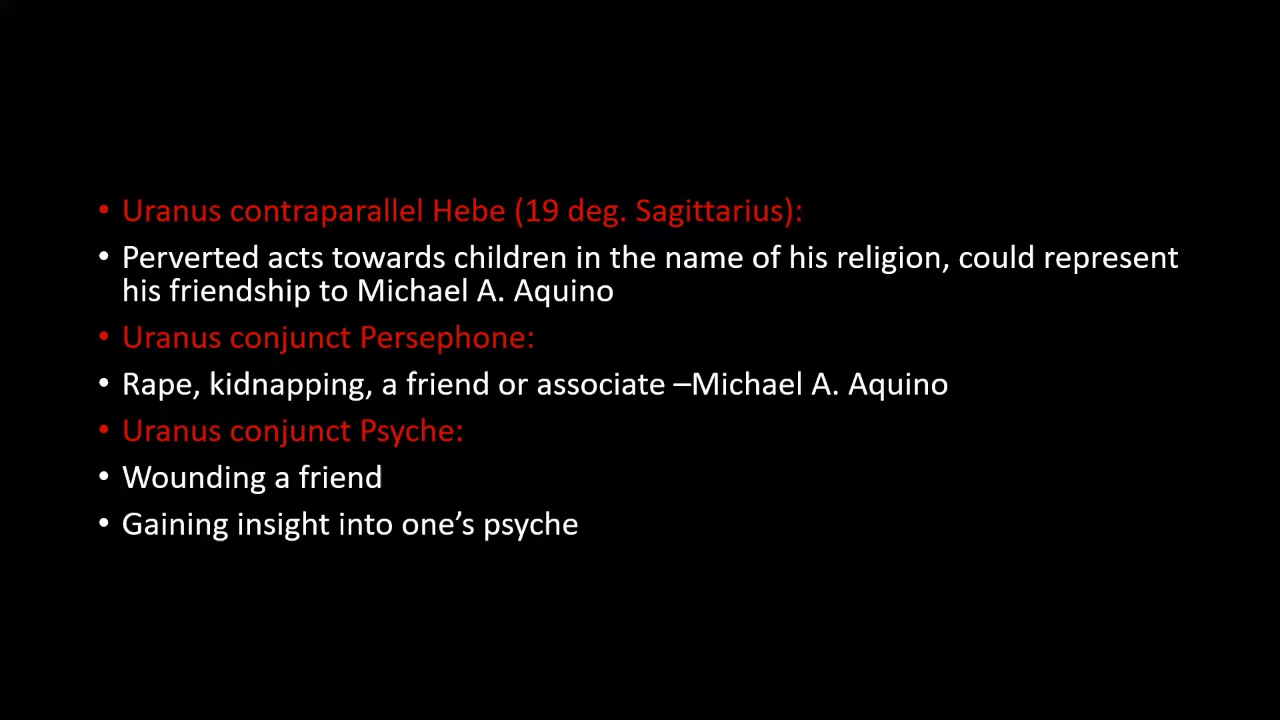 • Uranus contraparallel Hebe (19 deg. Sagittarius):
• Perverted acts towards children in the name of his religion, could represent
his friendship to Michael A. Aquino
• Uranus conjunct Persephone:
• Rape, kidnapping, a friend or associate –Michael A. Aquino
• Uranus conjunct Psyche:
• Wounding a friend
• Gaining insight into one’s psyche